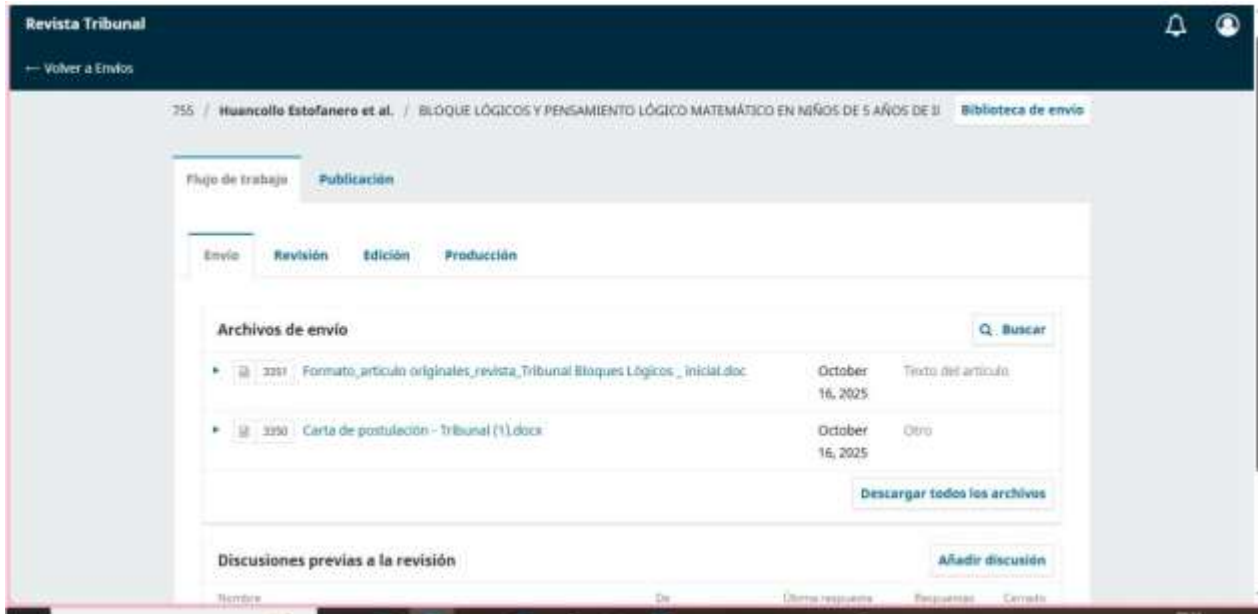 Revista Tribunal
← Volver a Envíos
755 / Huancollo Estofanero et al. / BLOQUE LÓGICOS Y PENSAMIENTO LÓGICO MATEMÁTICO EN NIÑOS DE 5 AÑOS DE II Biblioteca de envío
Flujo de trabajo Publicación
Envío Revisión Edición Producción
Archivos de envío Buscar
3351 Formato_articulo originales_revista_Tribunal Bloques Lógicos _ inicial.doc October 16, 2025 Texto del artículo
3350 Carta de postulación - Tribunal (1).docx October 16, 2025 Otro
Descargar todos los archivos
Discusiones previas a la revisión Añadir discusión
Nombre De Última respuesta Respuestas Cerrado